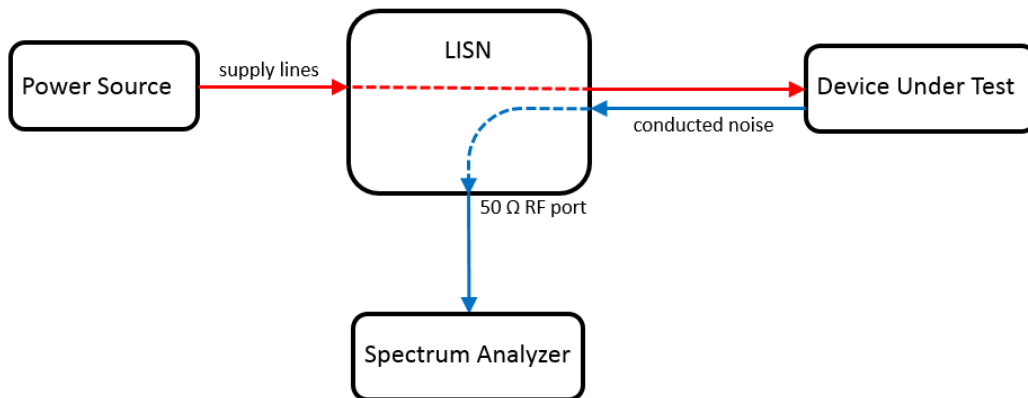 LISN
Power Source
supply lines
Device Under Test
conducted noise
50 Ω RF port
Spectrum Analyzer